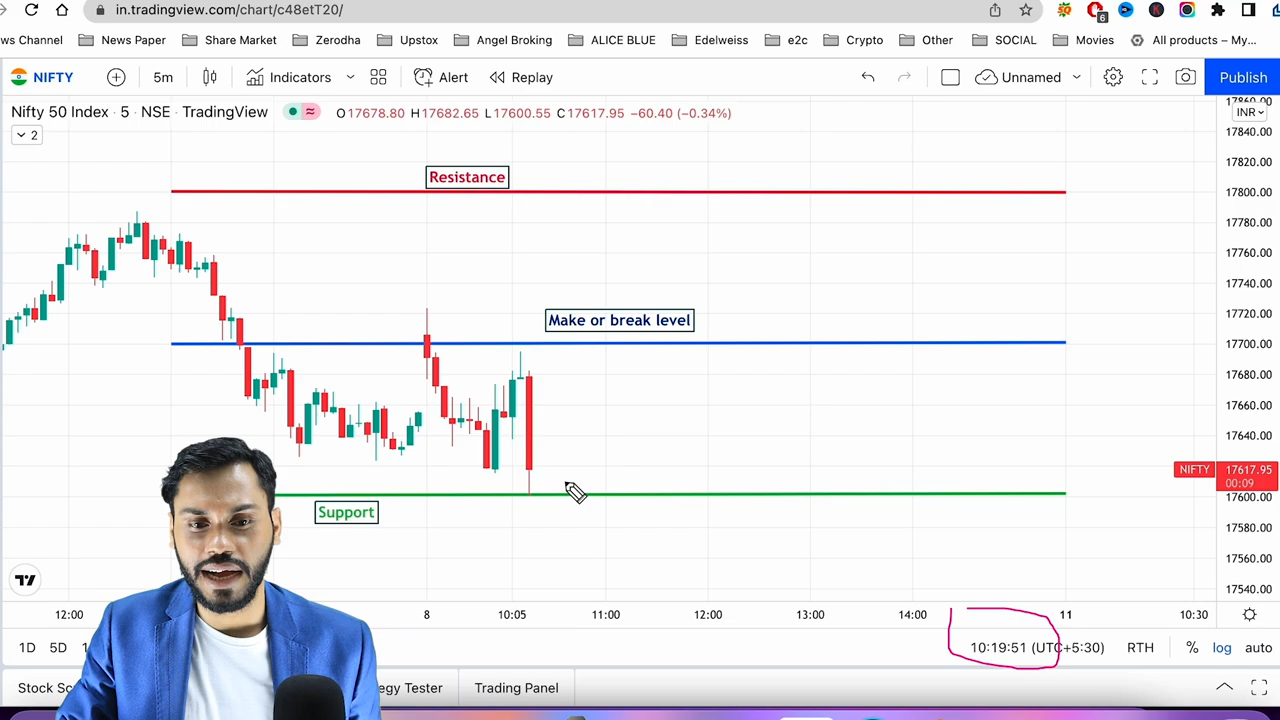 in.tradingview.com/chart/c48etT20/
6
ws Channel News Paper Share Market Zerodha Upstox Angel Broking ALICE BLUE Edelweiss e2c Crypto Other SOCIAL Movies All products – My...
NIFTY 5m Indicators Alert Replay Unnamed Publish
Nifty 50 Index · 5 · NSE · TradingView O17678.80 H17682.65 L17600.55 C17617.95 −60.40 (−0.34%)
2
17860.00
INR
17840.00
17820.00
Resistance
17800.00
17780.00
17760.00
17740.00
17720.00
Make or break level
17700.00
17680.00
17660.00
17640.00
NIFTY 17617.95
00:09
17600.00
Support
17580.00
17560.00
17540.00
12:00 8 10:05 11:00 12:00 13:00 14:00 11 10:30
1D 5D 10:19:51 (UTC+5:30) RTH % log auto
Stock Sc egy Tester Trading Panel